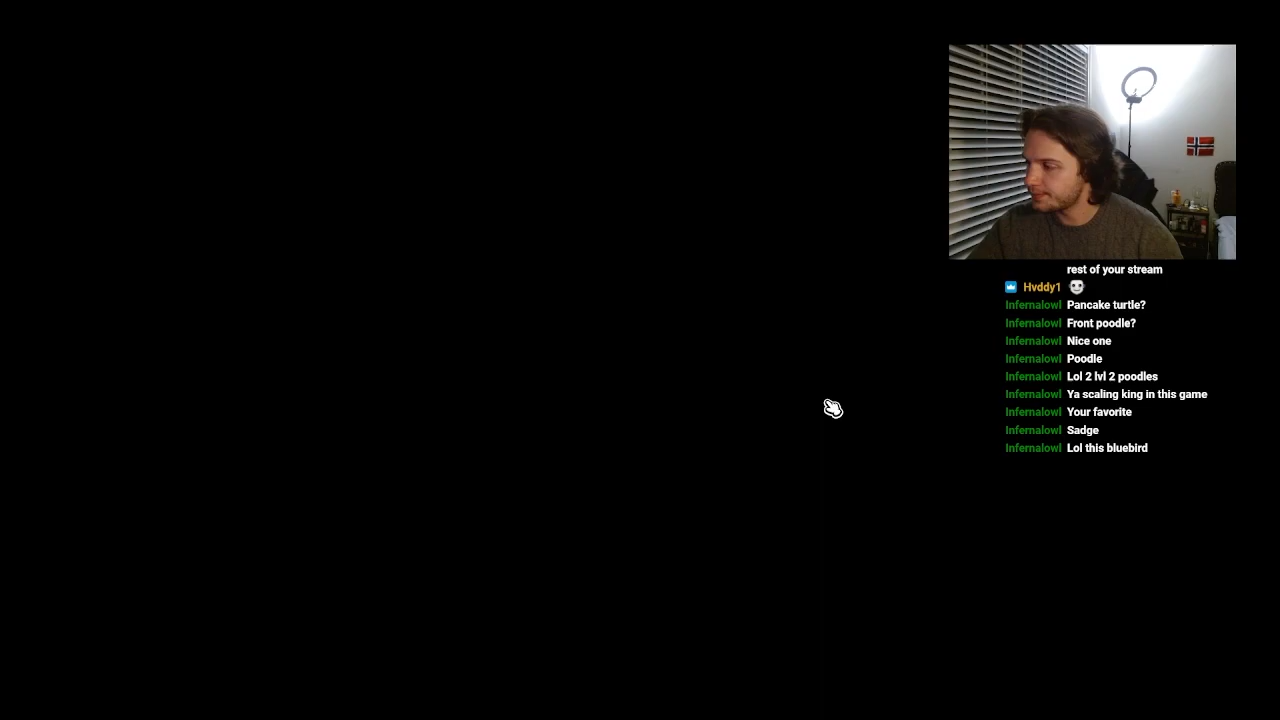 rest of your stream
Hvddy1
Infernalowl Pancake turtle?
Infernalowl Front poodle?
Infernalowl Nice one
Infernalowl Poodle
Infernalowl Lol 2 lvl 2 poodles
Infernalowl Ya scaling king in this game
Infernalowl Your favorite
Infernalowl Sadge
Infernalowl Lol this bluebird